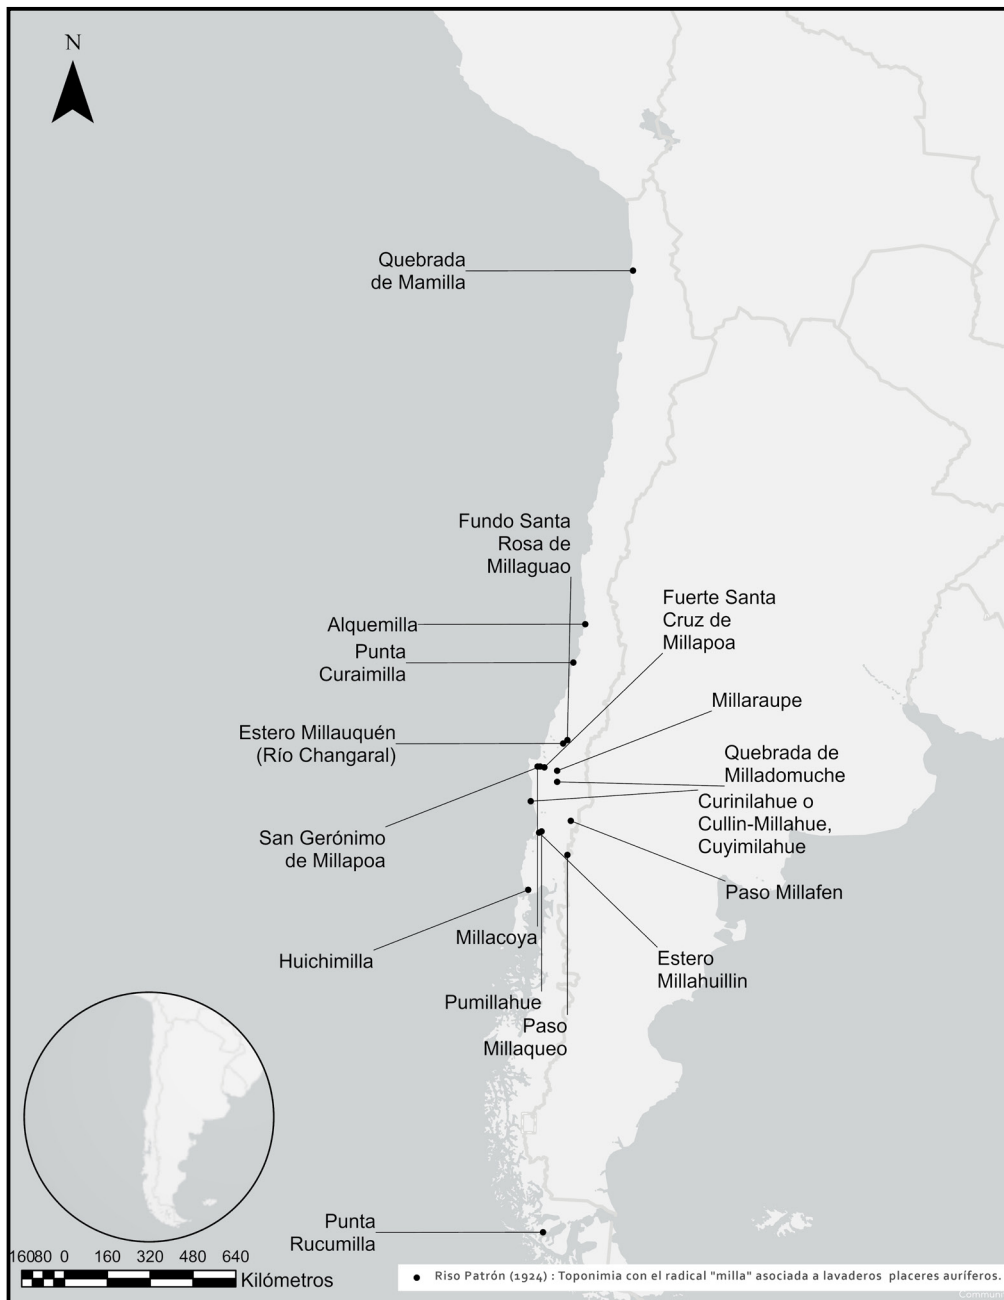 N
Quebrada
de Mamilla
Fundo Santa
Rosa de
Millaguao
Fuerte Santa
Cruz de
Millapoa
Alquemilla
Punta
Curaimilla
Millaraupe
Estero Millauquén
(Río Changaral)
Quebrada de
Milladomuche
Curinilahue o
Cullin-Millahue,
Cuyimilahue
San Gerónimo
de Millapoa
Paso Millafen
Millacoya
Huichimilla
Estero
Millahuillin
Pumillahue
Paso
Millaqueo
Punta
Rucumilla
16080 0 160 320 480 640
Kilómetros
Riso Patrón (1924) : Toponimia con el radical "milla" asociada a lavaderos placeres auríferos.